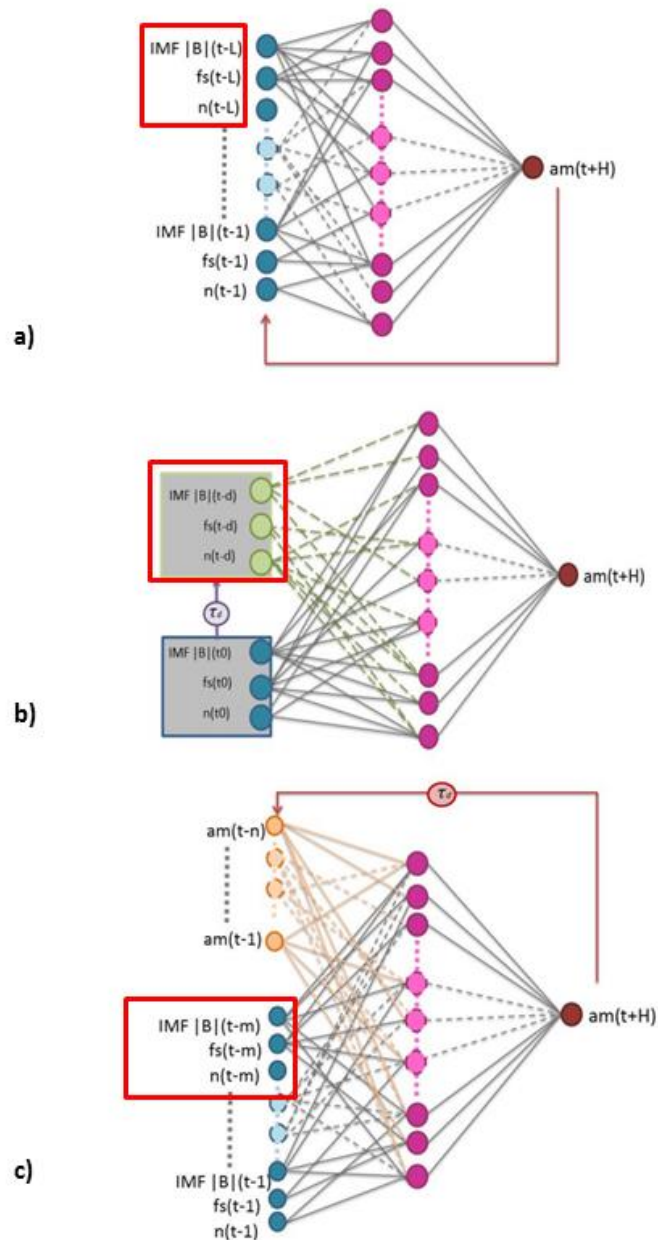 IMF |B|(t-L)
fs(t-L)
n(t-L)
am(t+H)
IMF |B|(t-1)
fs(t-1)
n(t-1)
a)
IMF |B|(t-d)
fs(t-d)
n(t-d)
am(t+H)
τd
IMF |B|(t0)
fs(t0)
n(t0)
b)
τd
am(t-n)
am(t-1)
IMF |B|(t-m)
fs(t-m)
n(t-m)
am(t+H)
IMF |B|(t-1)
fs(t-1)
n(t-1)
c)